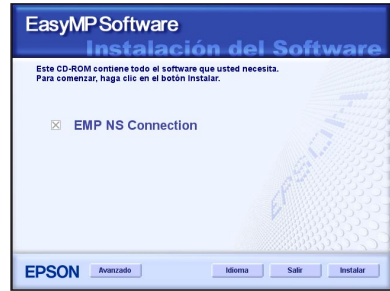 EasyMP Software
Instalación del Software
Este CD-ROM contiene todo el software que usted necesita.
Para comenzar, haga clic en el botón Instalar.
EMP NS Connection
EPSON
EPSON
Avanzado
Idioma
Salir
Instalar